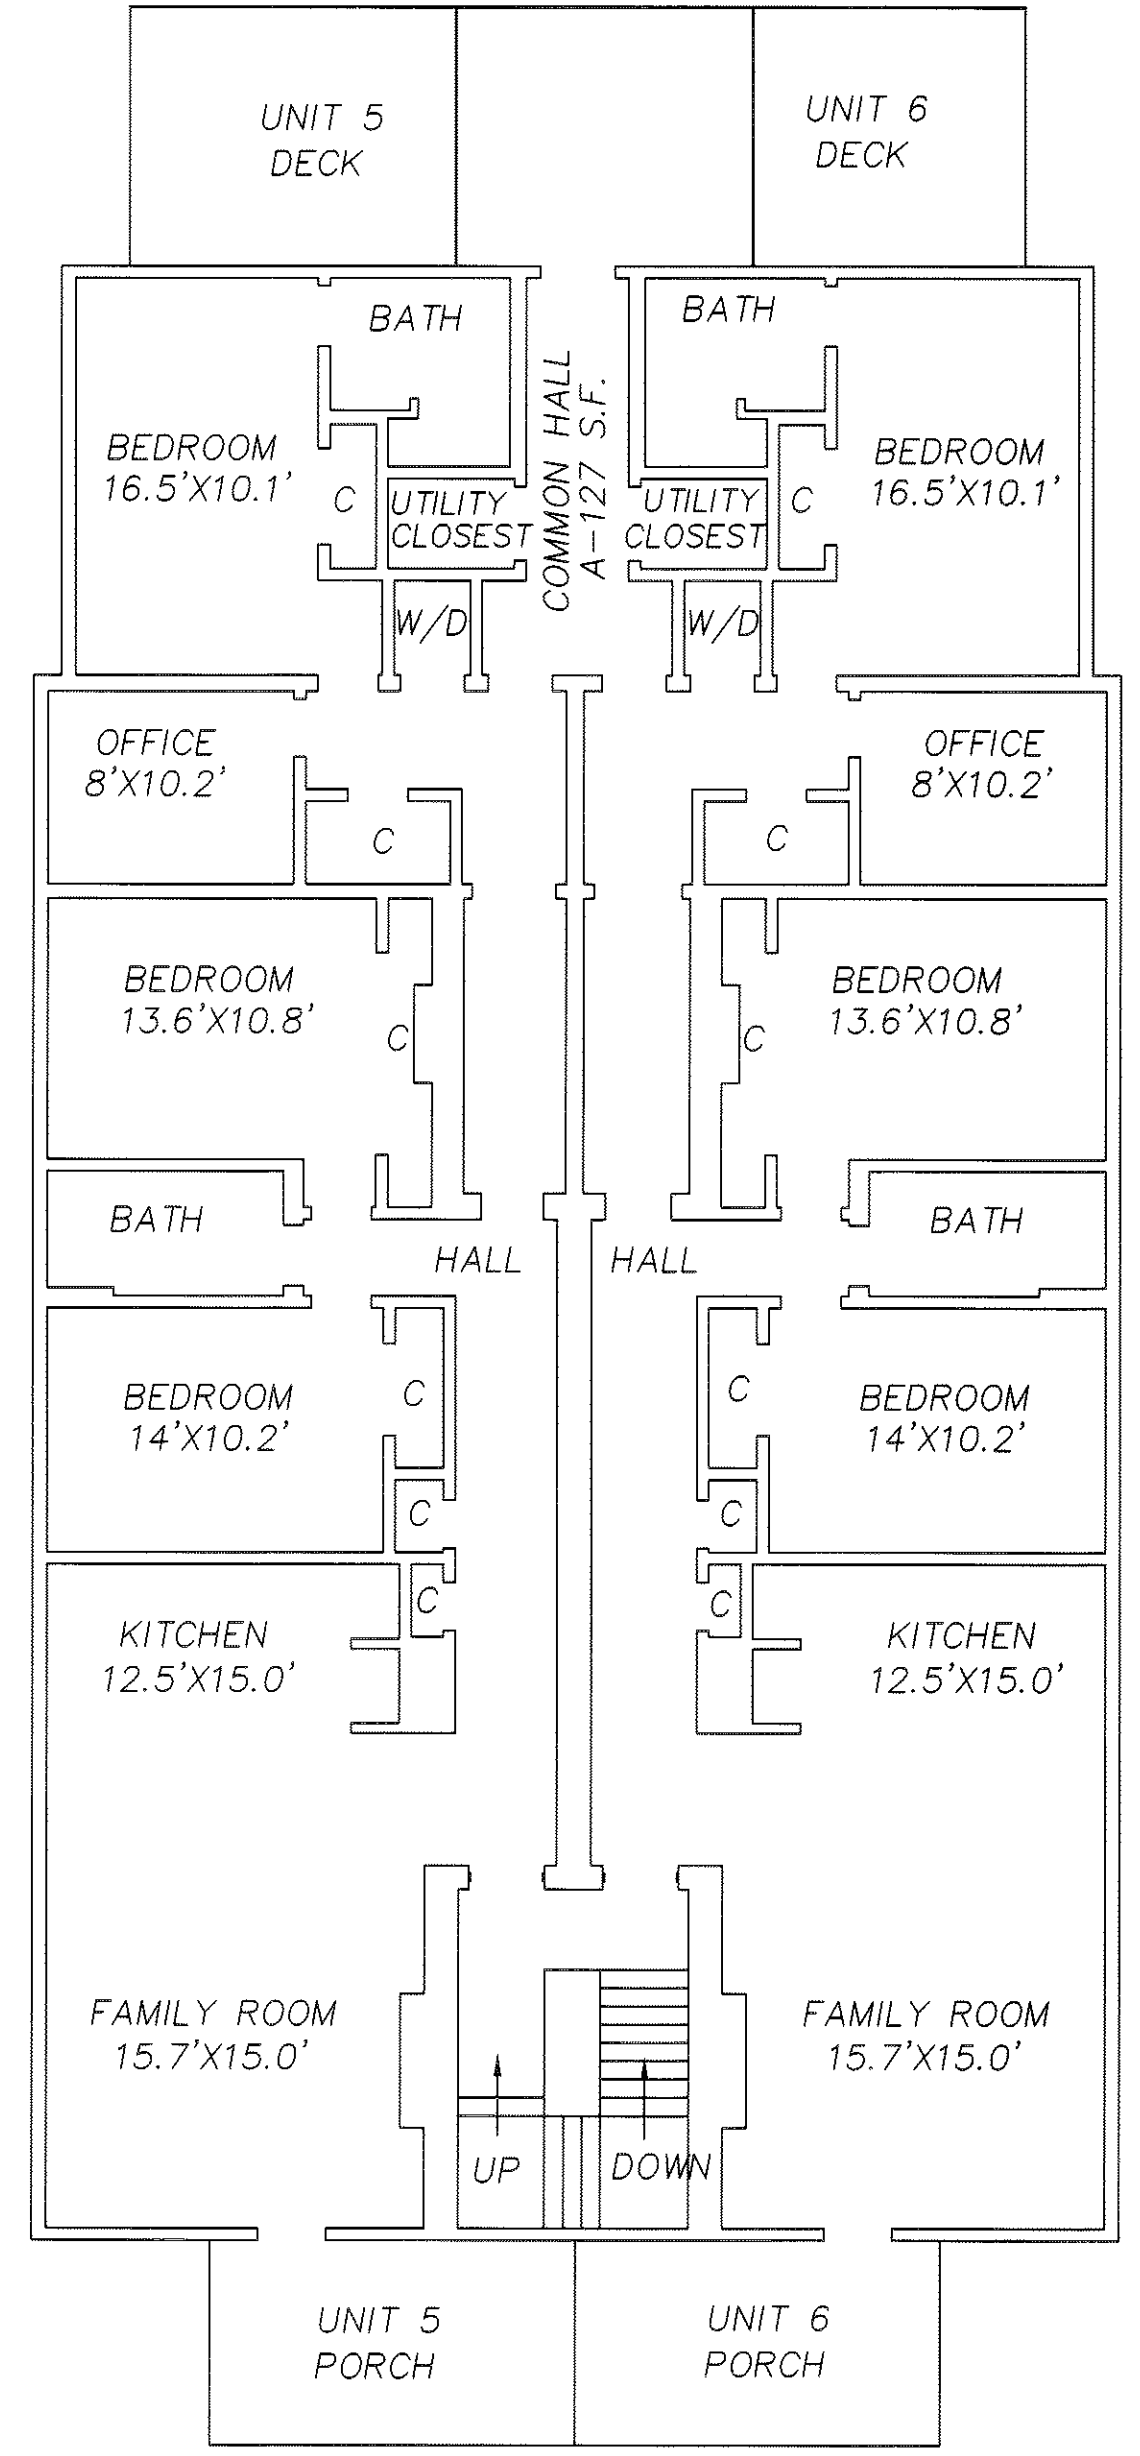 UNIT 5
DECK
UNIT 6
DECK
BATH
BATH
COMMON HALL
A-127 S.F.
BEDROOM
16.5'X10.1'
C
UTILITY
CLOSEST
UTILITY
CLOSEST
C
BEDROOM
16.5'X10.1'
W/D
W/D
OFFICE
8'X10.2'
C
C
OFFICE
8'X10.2'
BEDROOM
13.6'X10.8'
C
C
BEDROOM
13.6'X10.8'
BATH
HALL
HALL
BATH
BEDROOM
14'X10.2'
C
C
BEDROOM
14'X10.2'
C
C
C
C
KITCHEN
12.5'X15.0'
KITCHEN
12.5'X15.0'
FAMILY ROOM
15.7'X15.0'
FAMILY ROOM
15.7'X15.0'
UP
DOWN
UNIT 5
PORCH
UNIT 6
PORCH